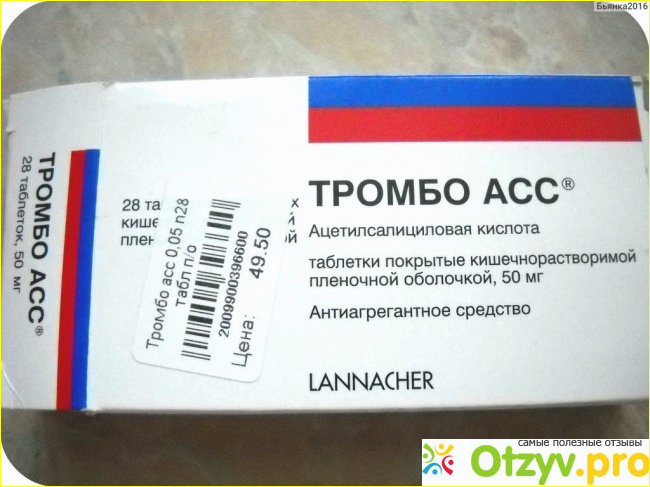 Бьянка2016
ТРОМБО АСС®
28 таблеток, 50 мг
28
Тромбо асс 0,05 n28
табл п/о
2009900396600
Цена: 49.50
ТРОМБО АСС®
Ацетилсалициловая кислота
таблетки покрытые кишечнорастворимой
пленочной оболочкой, 50 мг
Антиагрегантное средство
LANNACHER
самые полезные отзывы
Otzyv.pro